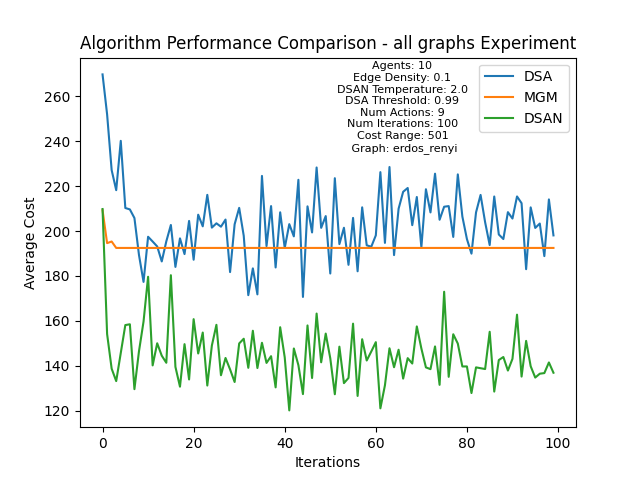 Algorithm Performance Comparison - all graphs Experiment
Agents: 10
Edge Density: 0.1
DSAN Temperature: 2.0
DSA Threshold: 0.99
Num Actions: 9
Num Iterations: 100
Cost Range: 501
Graph: erdos_renyi
DSA
MGM
DSAN
Average Cost
260
240
220
200
180
160
140
120
0 20 40 60 80 100
Iterations